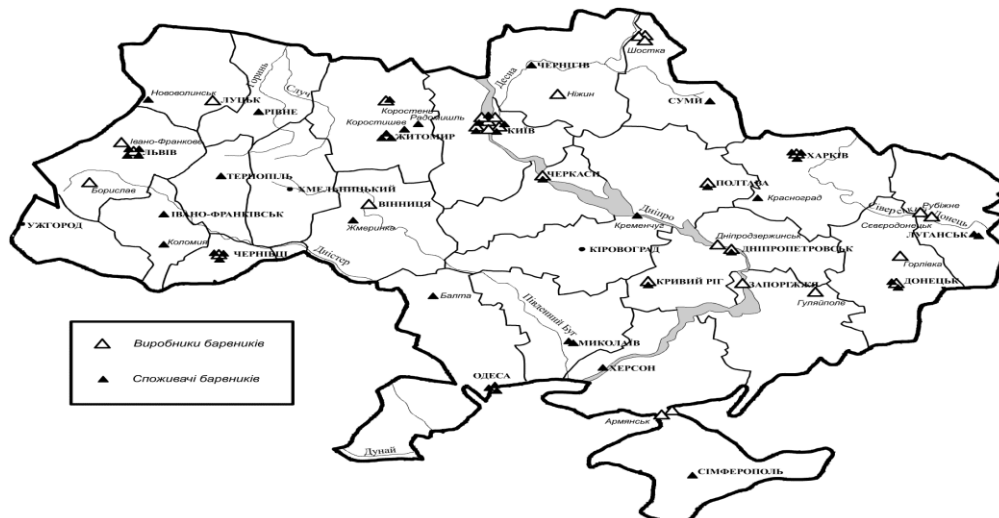 Шостка
ЧЕРНІГІВ
Десна
Ніжин
СУМИ
Горинь
Случ
Нововолинськ
ЛУЦЬК
РІВНЕ
Коростень
Радомишль
Коростишев
ЖИТОМИР
КИЇВ
Івано-Франкове
ЛЬВІВ
ХАРКІВ
ТЕРНОПІЛЬ
ХМЕЛЬНИЦЬКИЙ
ЧЕРКАСИ
ПОЛТАВА
Борислав
ВІННИЦЯ
Красноград
Рубіжне
Сіверський Донець
ІВАНО-ФРАНКІВСЬК
УЖГОРОД
Жмеринка
Дніпро
Кременчуг
Сєвєродонецьк
ЛУГАНСЬК
Коломия
ЧЕРНІВЦІ
Дністер
КІРОВОГРАД
Дніпродзержинськ
ДНІПРОПЕТРОВСЬК
Горлівка
КРИВИЙ РІГ
ЗАПОРІЖЖЯ
ДОНЕЦЬК
Гуляйполе
Балта
Південний Буг
МИКОЛАЇВ
ХЕРСОН
ОДЕСА
Армянськ
Дунай
СІМФЕРОПОЛЬ
Виробники барвників
Споживачі барвників